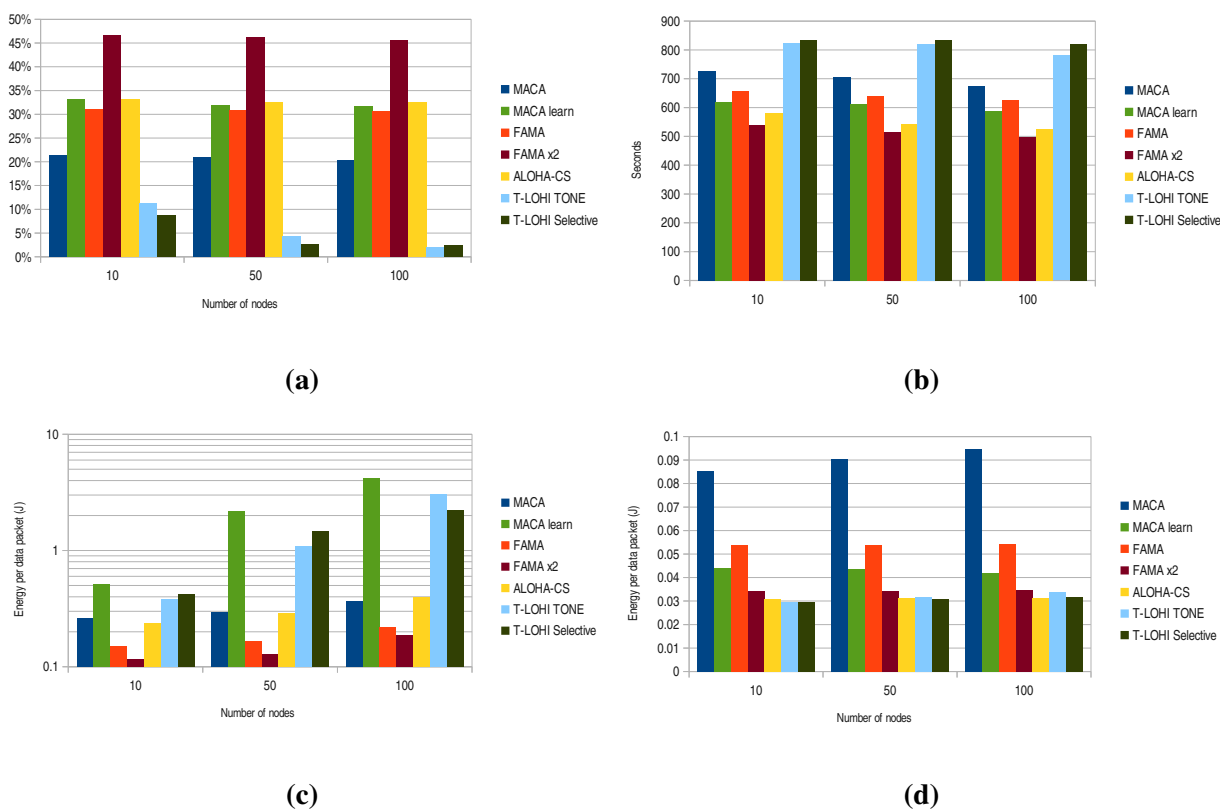 50%
45%
40%
35%
30%
25%
20%
15%
10%
5%
0%
10
50
100
Number of nodes
MACA
MACA learn
FAMA
FAMA x2
ALOHA-CS
T-LOHI TONE
T-LOHI Selective
(a)
900
800
700
600
500
400
300
200
100
0
Seconds
10
50
100
MACA
MACA learn
FAMA
FAMA x2
ALOHA-CS
T-LOHI TONE
T-LOHI Selective
(b)
10
1
0.1
Energy per data packet (J)
10
50
100
Number of nodes
MACA
MACA learn
FAMA
FAMA x2
ALOHA-CS
T-LOHI TONE
T-LOHI Selective
(c)
0.1
0.09
0.08
0.07
0.06
0.05
0.04
0.03
0.02
0.01
0
Energy per data packet (J)
10
50
100
Number of nodes
MACA
MACA learn
FAMA
FAMA x2
ALOHA-CS
T-LOHI TONE
T-LOHI Selective
(d)